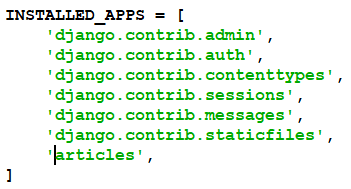 INSTALLED_APPS = [
    'django.contrib.admin',
    'django.contrib.auth',
    'django.contrib.contenttypes',
    'django.contrib.sessions',
    'django.contrib.messages',
    'django.contrib.staticfiles',
    'articles',
]